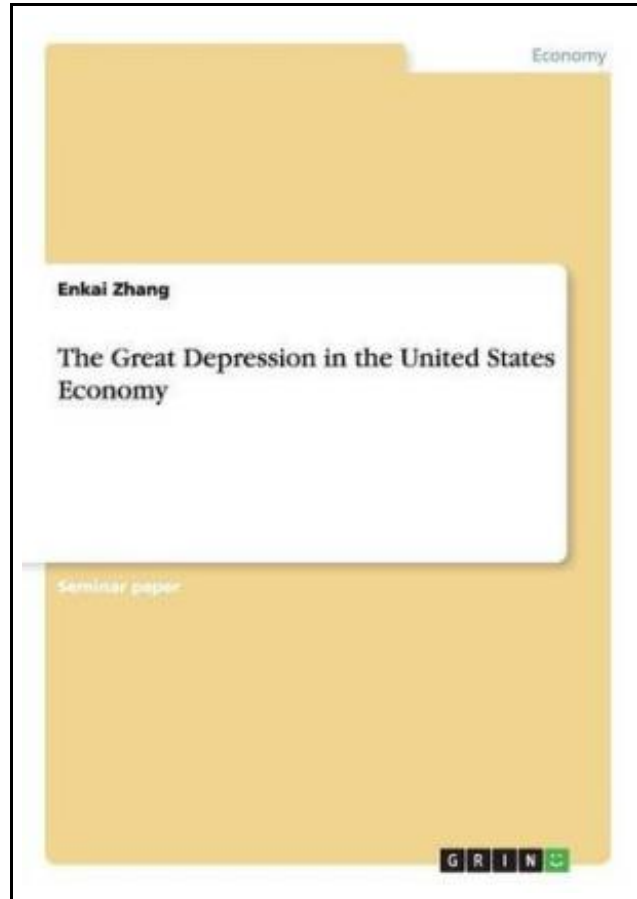 Economy
Enkai Zhang
The Great Depression in the United States
Economy
Seminar paper
GRIN